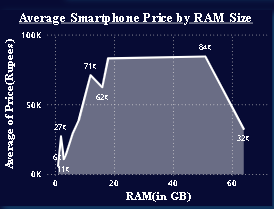 Average Smartphone Price by RAM Size
100K
50K
0K
Average of Price(Rupees)
84K
71K
62K
27K
32K
11K
0
20
40
60
RAM(in GB)